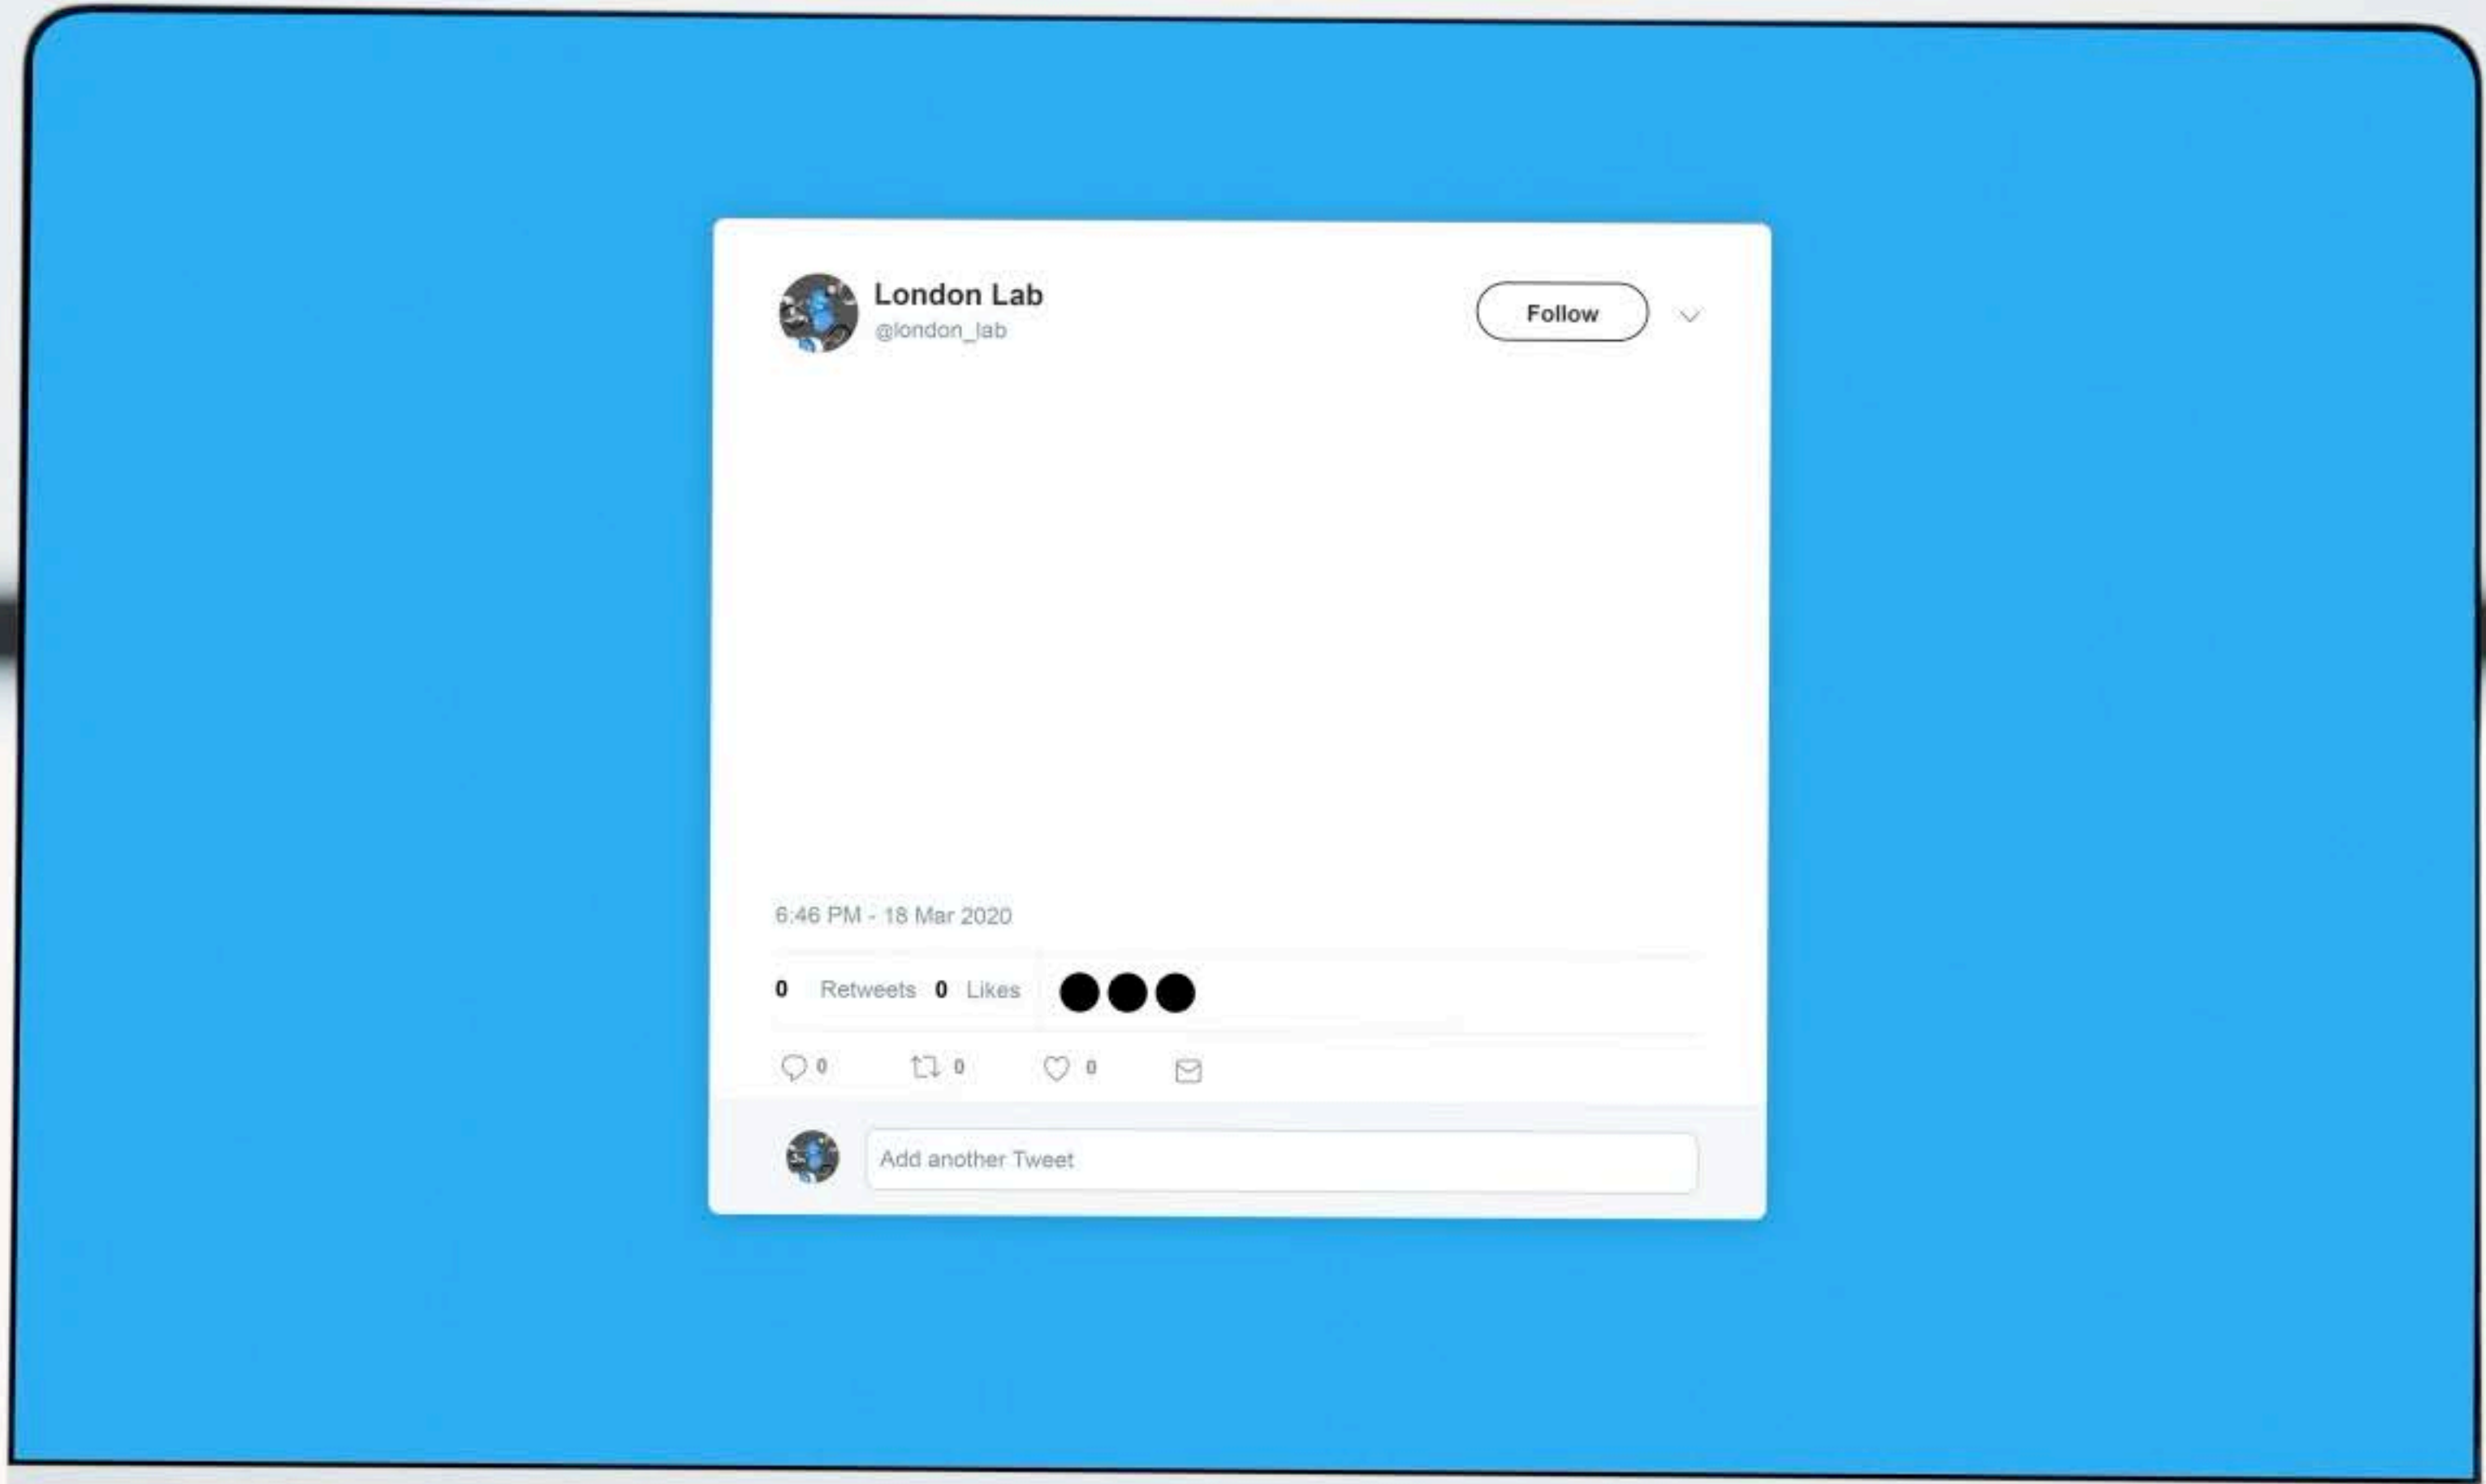 London Lab
@london_lab
Follow
6:46 PM - 18 Mar 2020
0 Retweets 0 Likes
0 0 0
Add another Tweet